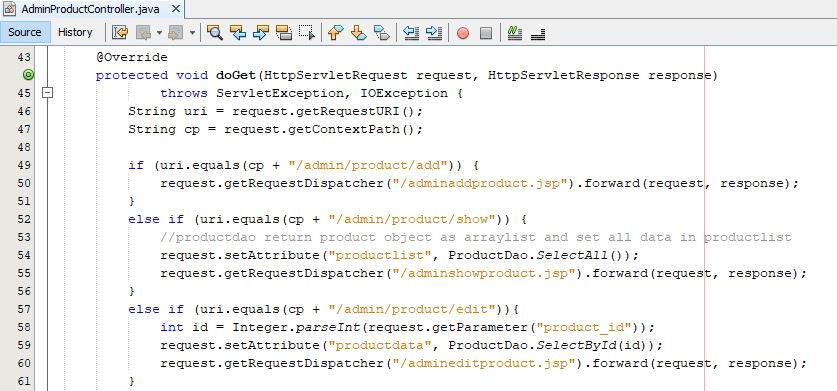 AdminProductController.java
Source History
43 @Override
protected void doGet(HttpServletRequest request, HttpServletResponse response)
45 throws ServletException, IOException {
46 String uri = request.getRequestURI();
47 String cp = request.getContextPath();
48
49 if (uri.equals(cp + "/admin/product/add")) {
50 request.getRequestDispatcher("/adminaddproduct.jsp").forward(request, response);
51 }
52 else if (uri.equals(cp + "/admin/product/show")) {
53 //productdao return product object as arraylist and set all data in productlist
54 request.setAttribute("productlist", ProductDao.SelectAll());
55 request.getRequestDispatcher("/adminshowproduct.jsp").forward(request, response);
56 }
57 else if (uri.equals(cp + "/admin/product/edit")){
58 int id = Integer.parseInt(request.getParameter("product_id"));
59 request.setAttribute("productdata", ProductDao.SelectById(id));
60 request.getRequestDispatcher("/admineditproduct.jsp").forward(request, response);
61 }